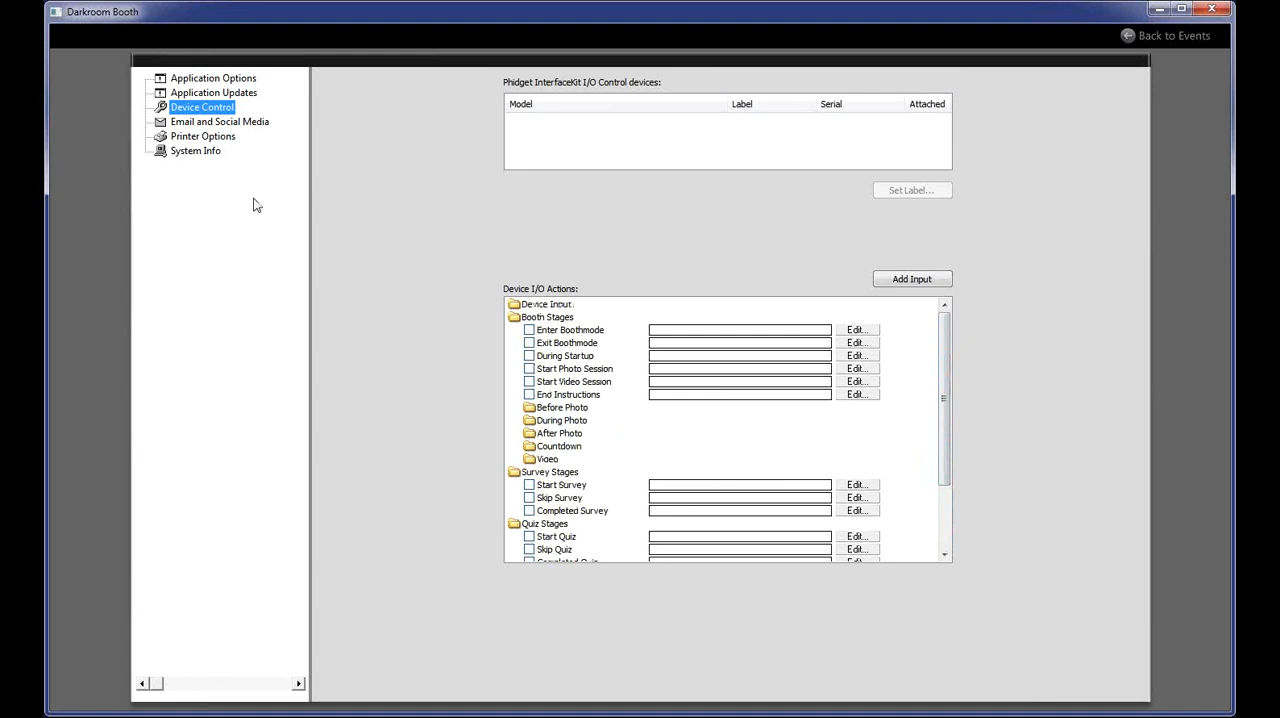 Darkroom Booth
Back to Events
Application Options
Application Updates
Device Control
Email and Social Media
Printer Options
System Info
Phidget InterfaceKit I/O Control devices:
Model Label Serial Attached
Set Label...
Add Input
Device I/O Actions:
Device Input
Booth Stages
Enter Boothmode Edit...
Exit Boothmode Edit...
During Startup Edit...
Start Photo Session Edit...
Start Video Session Edit...
End Instructions Edit...
Before Photo
During Photo
After Photo
Countdown
Video
Survey Stages
Start Survey Edit...
Skip Survey Edit...
Completed Survey Edit...
Quiz Stages
Start Quiz Edit...
Skip Quiz Edit...
Completed Quiz